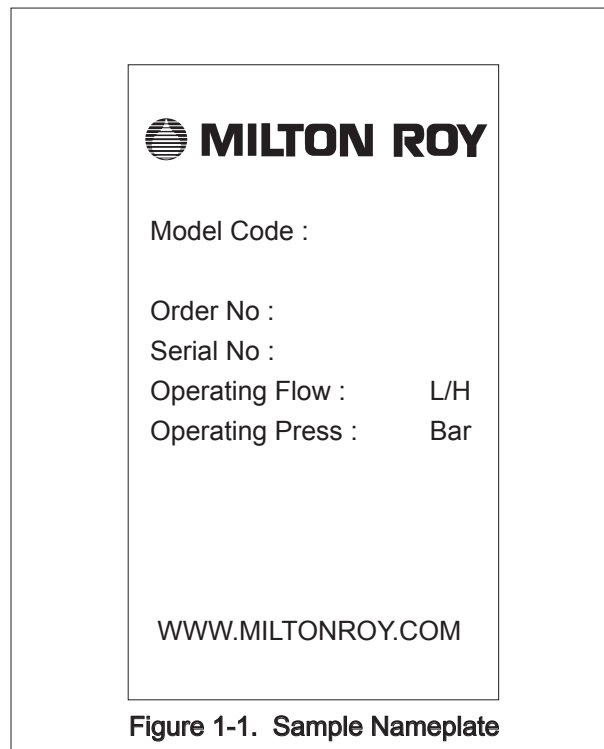 MILTON ROY
Model Code :
Order No :
Serial No :
Operating Flow : L/H
Operating Press : Bar
WWW.MILTONROY.COM
Figure 1-1. Sample Nameplate